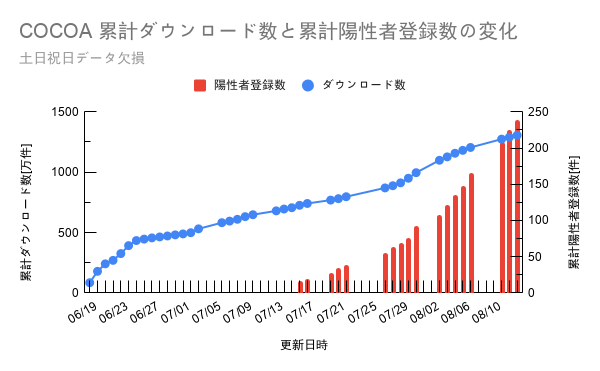 COCOA 累計ダウンロード数と累計陽性者登録数の変化
土日祝日データ欠損
陽性者登録数 ダウンロード数
累計ダウンロード数[万件]
1500
1000
500
0
250
200
150
100
50
0
累計陽性者登録数[件]
06/19 06/23 06/27 07/01 07/05 07/09 07/13 07/17 07/21 07/25 07/29 08/02 08/06 08/10
更新日時